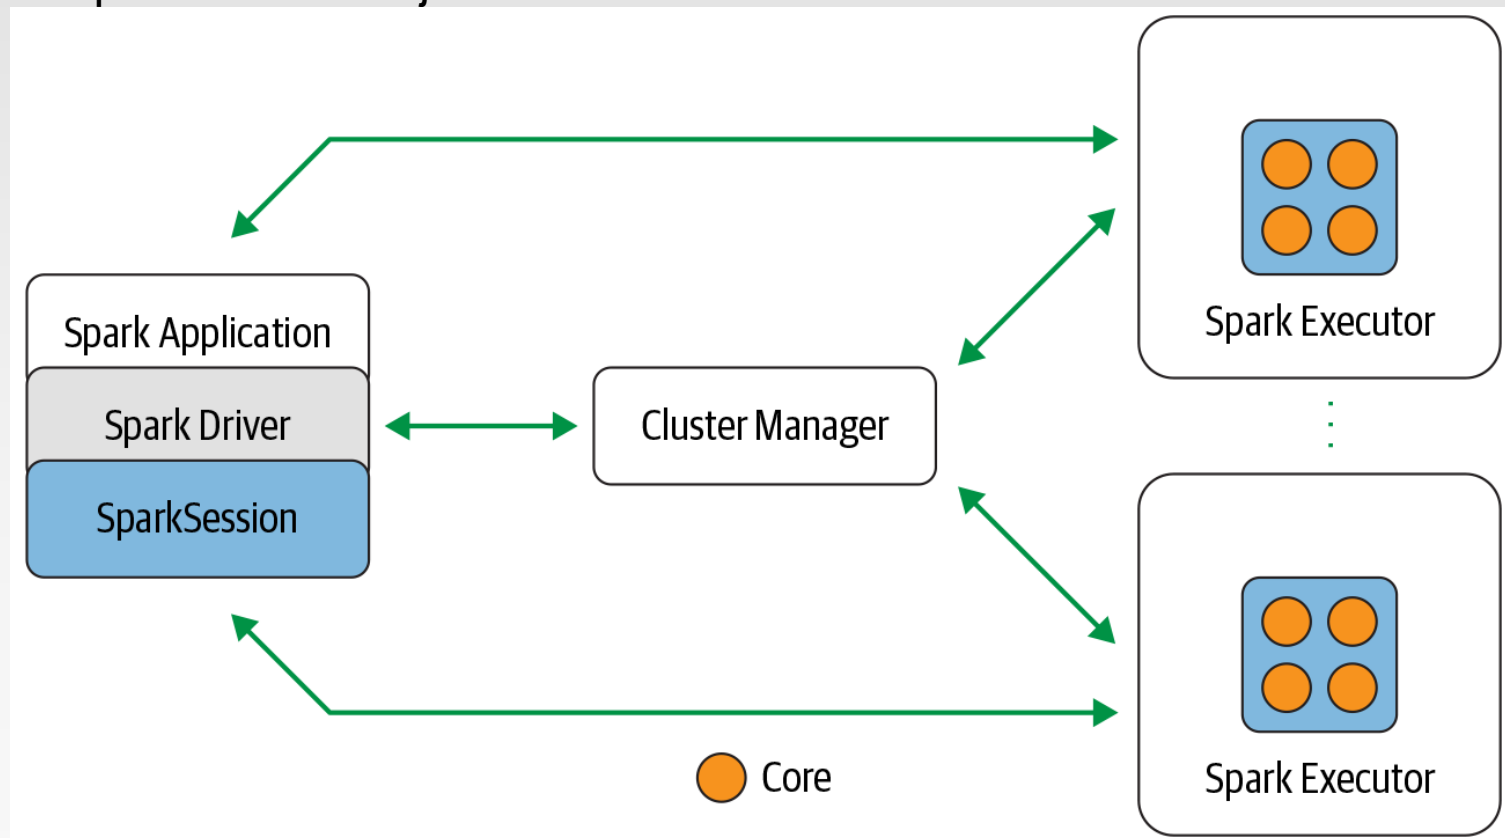 Spark Application
Spark Driver
SparkSession
Cluster Manager
Spark Executor
Spark Executor
Core